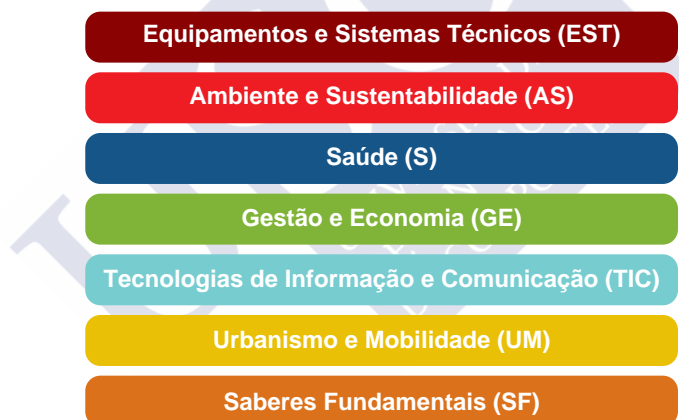 Equipamentos e Sistemas Técnicos (EST)
Ambiente e Sustentabilidade (AS)
Saúde (S)
Gestão e Economia (GE)
Tecnologias de Informação e Comunicação (TIC)
Urbanismo e Mobilidade (UM)
Saberes Fundamentais (SF)